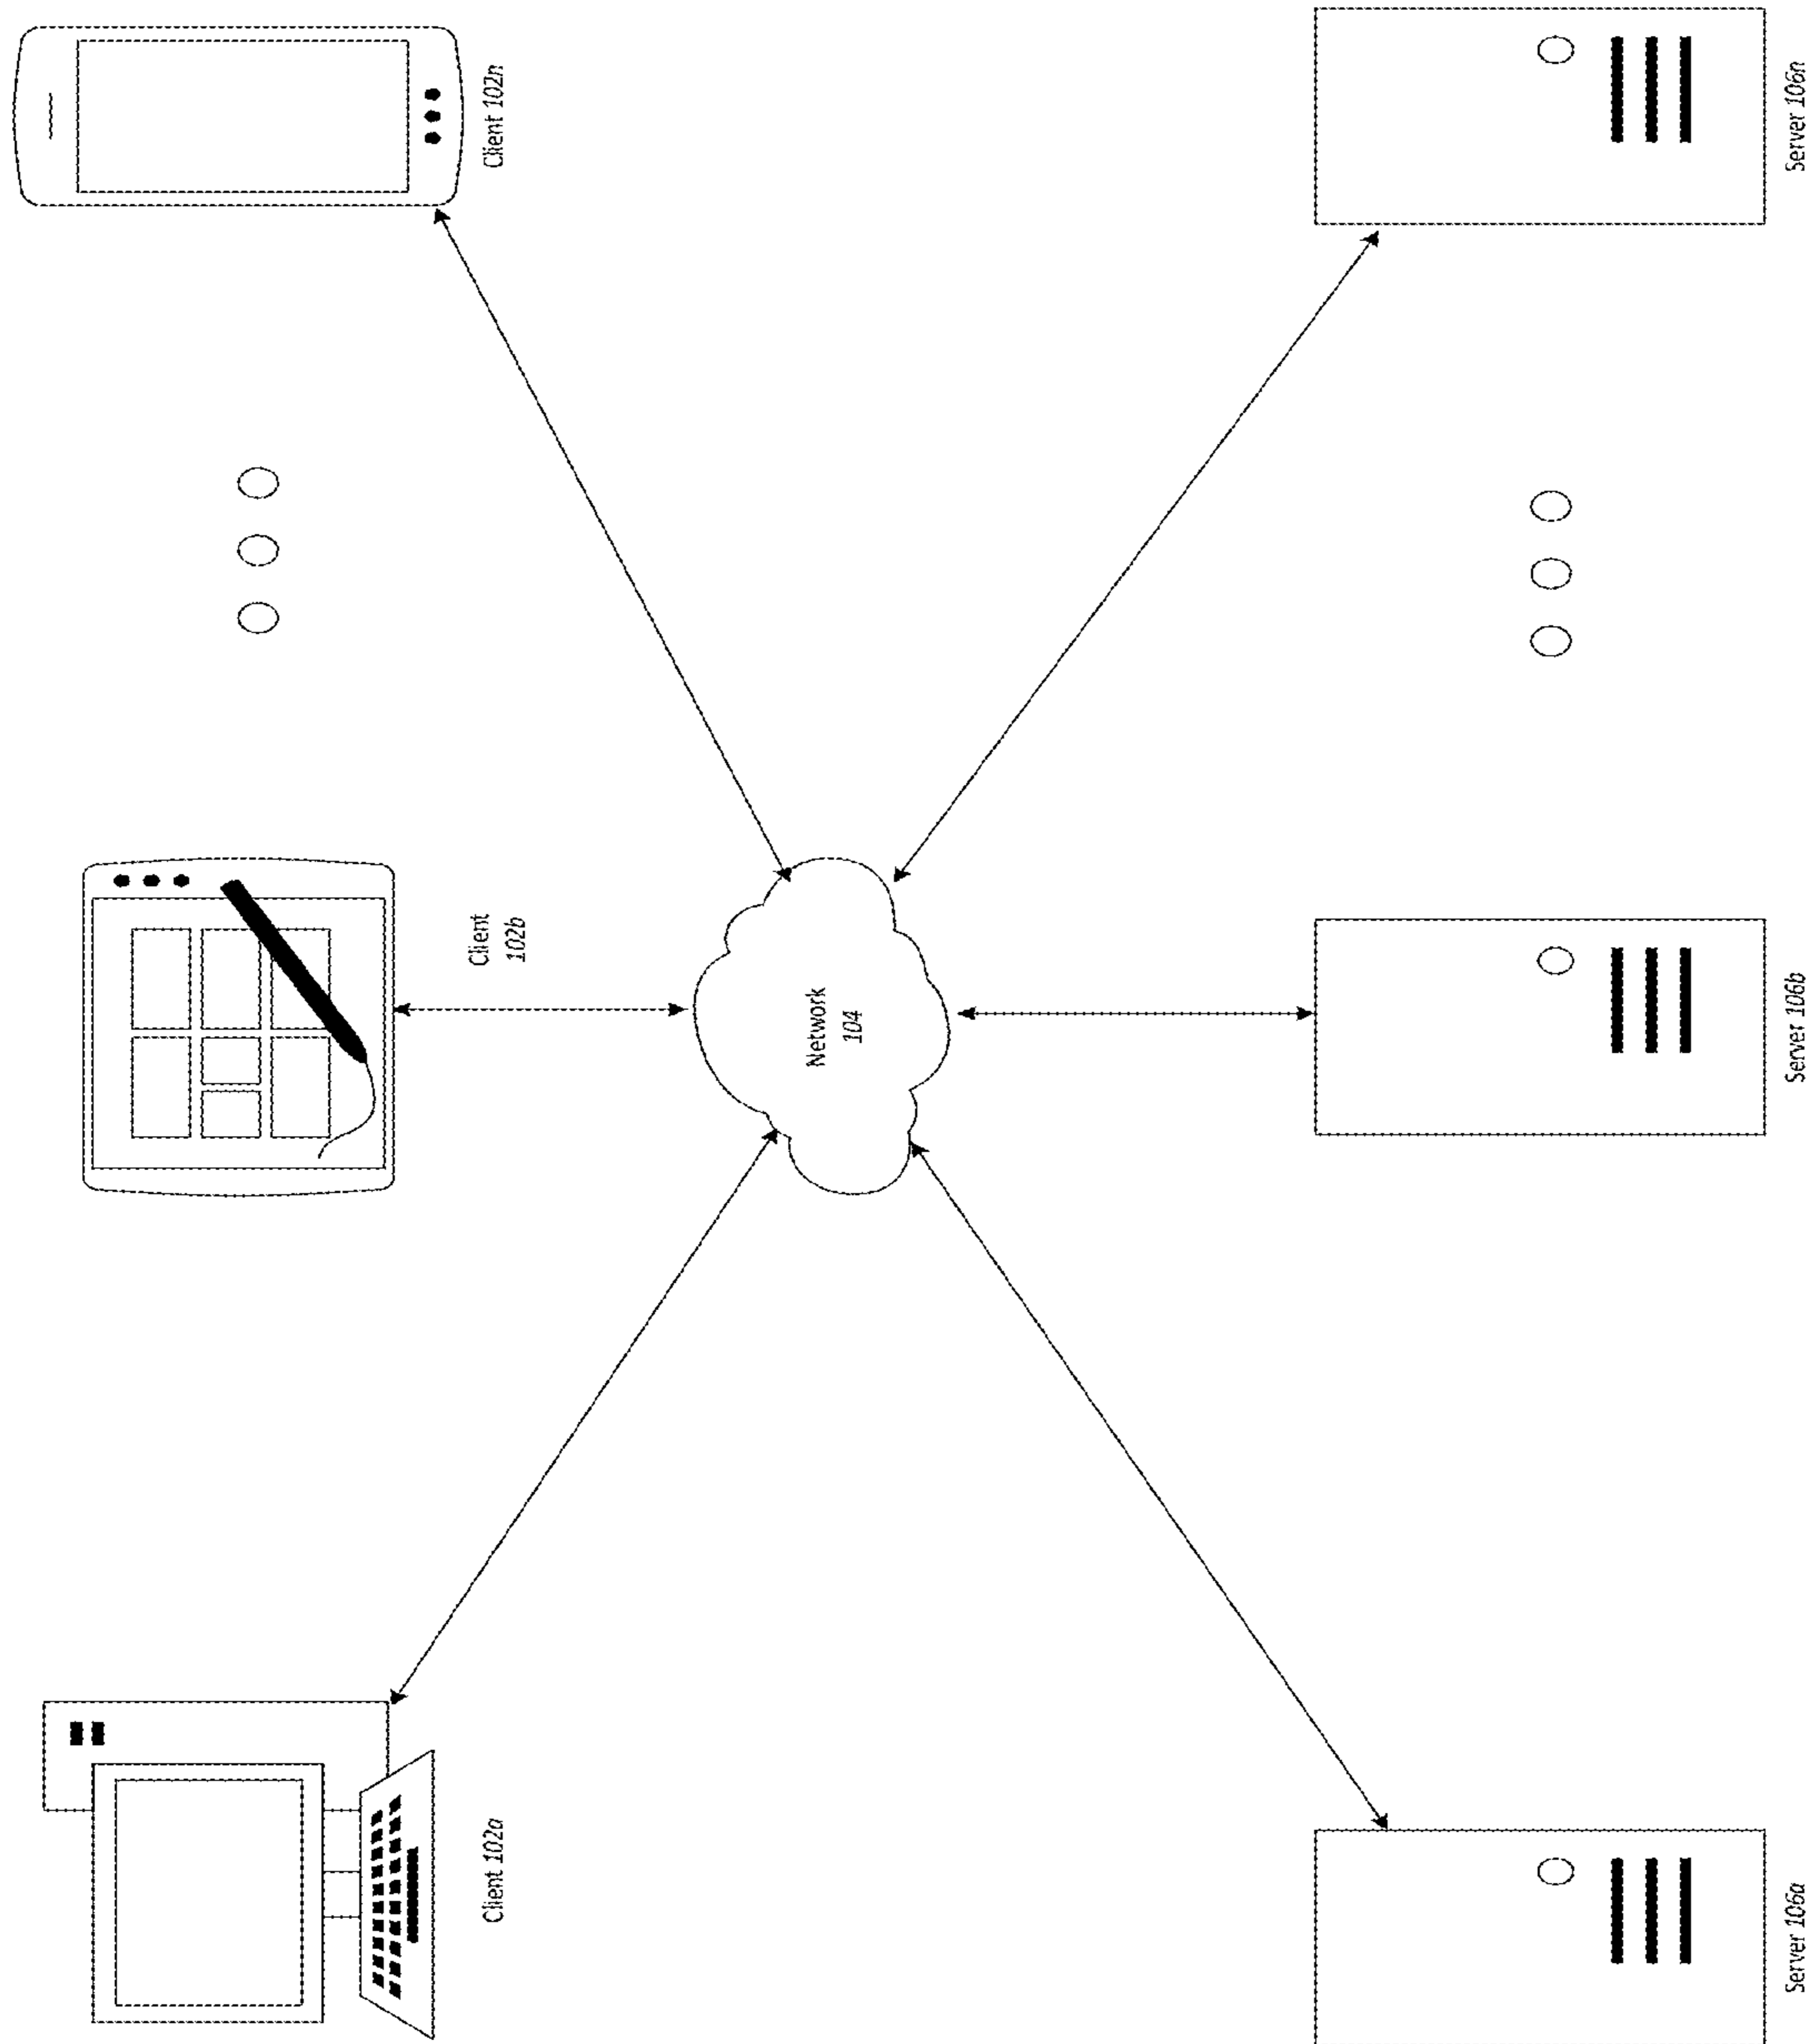 Client 102a
Client
102b
Client 102n
Network
104
Server 106a
Server 106b
Server 106n